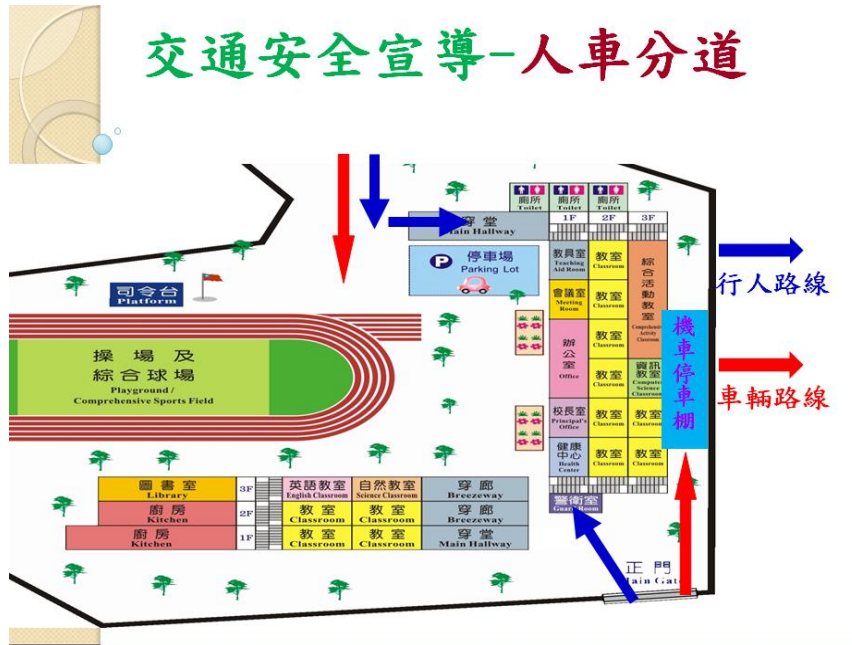 交通安全宣導-人車分道
廁所
Toilet
廁所
Toilet
廁所
Toilet
1F
2F
3F
穿堂
Main Hallway
P 停車場
Parking Lot
教具室
Teaching
Aid Room
教室
Classroom
綜合活動教室
Comprehensive
Activity
Classroom
會議室
Meeting
Room
教室
Classroom
辦公室
Office
教室
Classroom
教室
Classroom
資訊教室
Computer
Science
Classroom
校長室
Principal's
Office
教室
Classroom
教室
Classroom
健康中心
Health
Center
教室
Classroom
教室
Classroom
機車停車棚
行人路線
車輛路線
司令台
Platform
操場及
綜合球場
Playground /
Comprehensive Sports Field
圖書室
Library
3F
英語教室
English Classroom
自然教室
Science Classroom
穿廊
Breezeway
廚房
Kitchen
2F
教室
Classroom
教室
Classroom
穿廊
Breezeway
廚房
Kitchen
1F
教室
Classroom
教室
Classroom
穿堂
Main Hallway
警衛室
Guard Room
正門
Main Gate